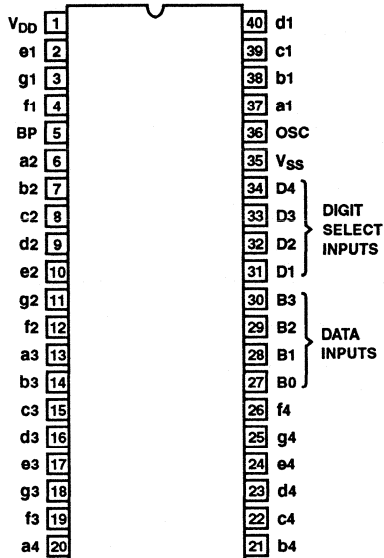 VDD 1 40 d1
e1 2 39 c1
g1 3 38 b1
f1 4 37 a1
BP 5 36 OSC
a2 6 35 VSS
b2 7 34 D4
c2 8 33 D3
d2 9 32 D2
e2 10 31 D1
DIGIT
SELECT
INPUTS
g2 11 30 B3
f2 12 29 B2
a3 13 28 B1
b3 14 27 B0
DATA
INPUTS
c3 15 26 f4
d3 16 25 g4
e3 17 24 e4
g3 18 23 d4
f3 19 22 c4
a4 20 21 b4